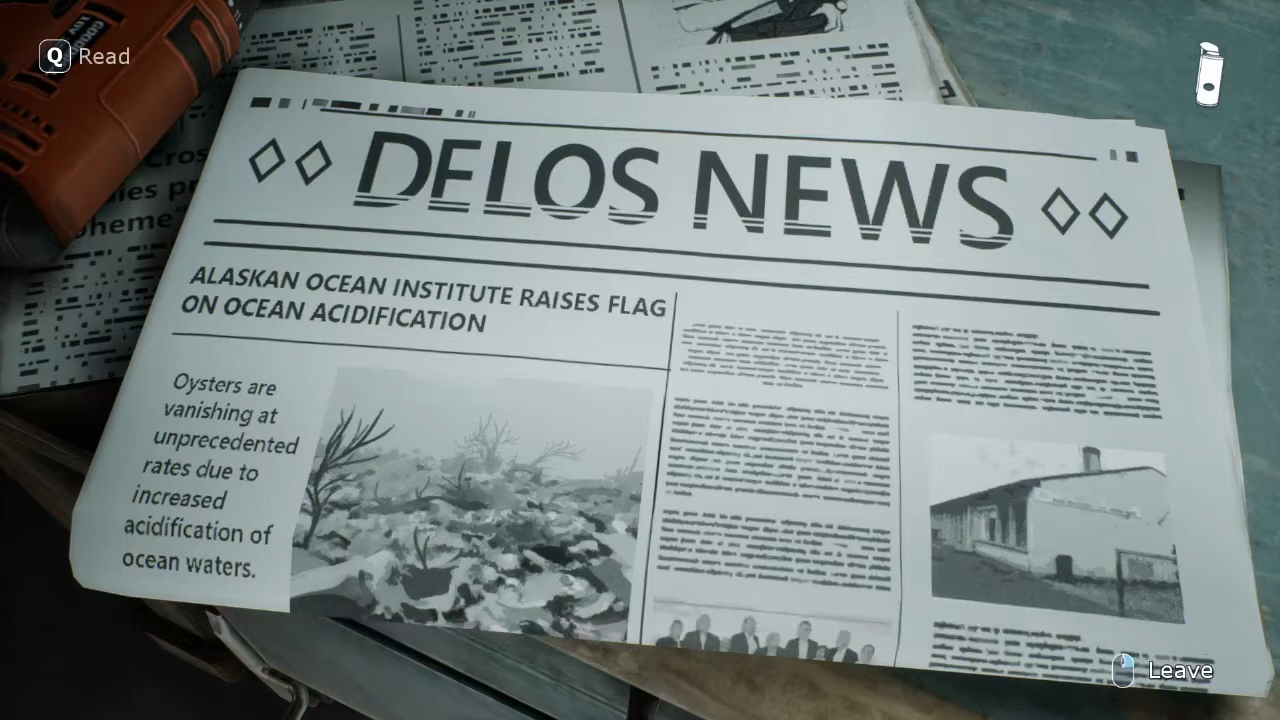 Q Read
DELOS NEWS
ALASKAN OCEAN INSTITUTE RAISES FLAG
ON OCEAN ACIDIFICATION
Oysters are
vanishing at
unprecedented
rates due to
increased
acidification of
ocean waters.
Leave